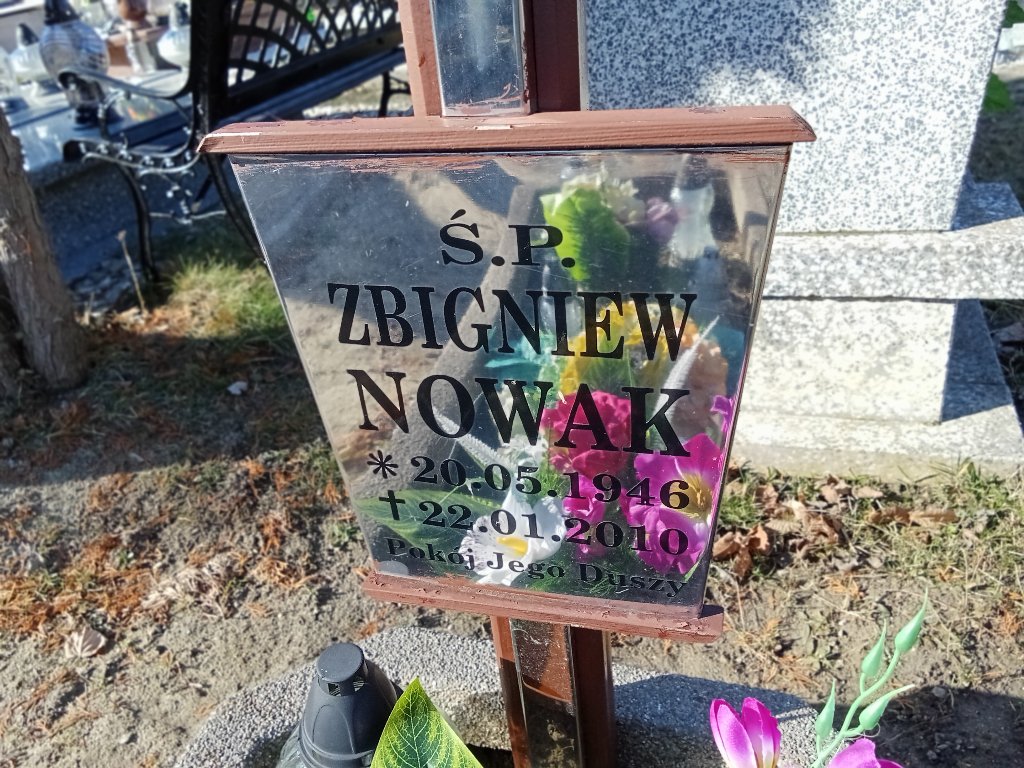 Ś.P.
ZBIGNIEW
NOWAK
* 20.05.1946
† 22.01.2010
Pokój Jego Duszy